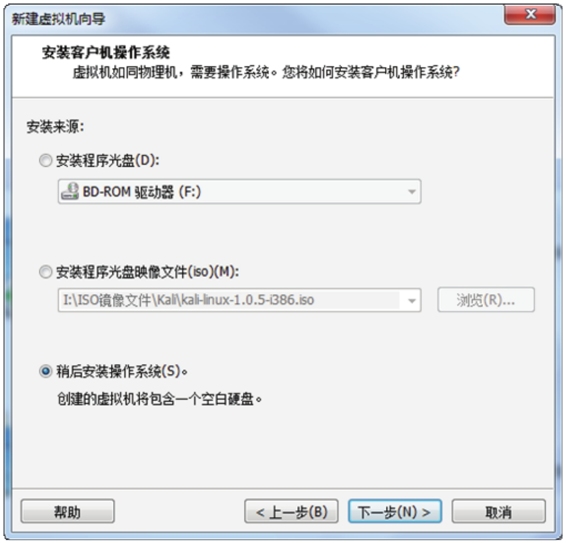 新建虚拟机向导
安装客户机操作系统
虚拟机如同物理机，需要操作系统。您将如何安装客户机操作系统?
安装来源:
安装程序光盘(D):
BD-ROM 驱动器 (F:)
安装程序光盘映像文件(iso)(M):
I:\ISO镜像文件\Kali\kali-linux-1.0.5-i386.iso
浏览(R)...
稍后安装操作系统(S)。
创建的虚拟机将包含一个空白硬盘。
帮助
< 上一步(B)
下一步(N) >
取消